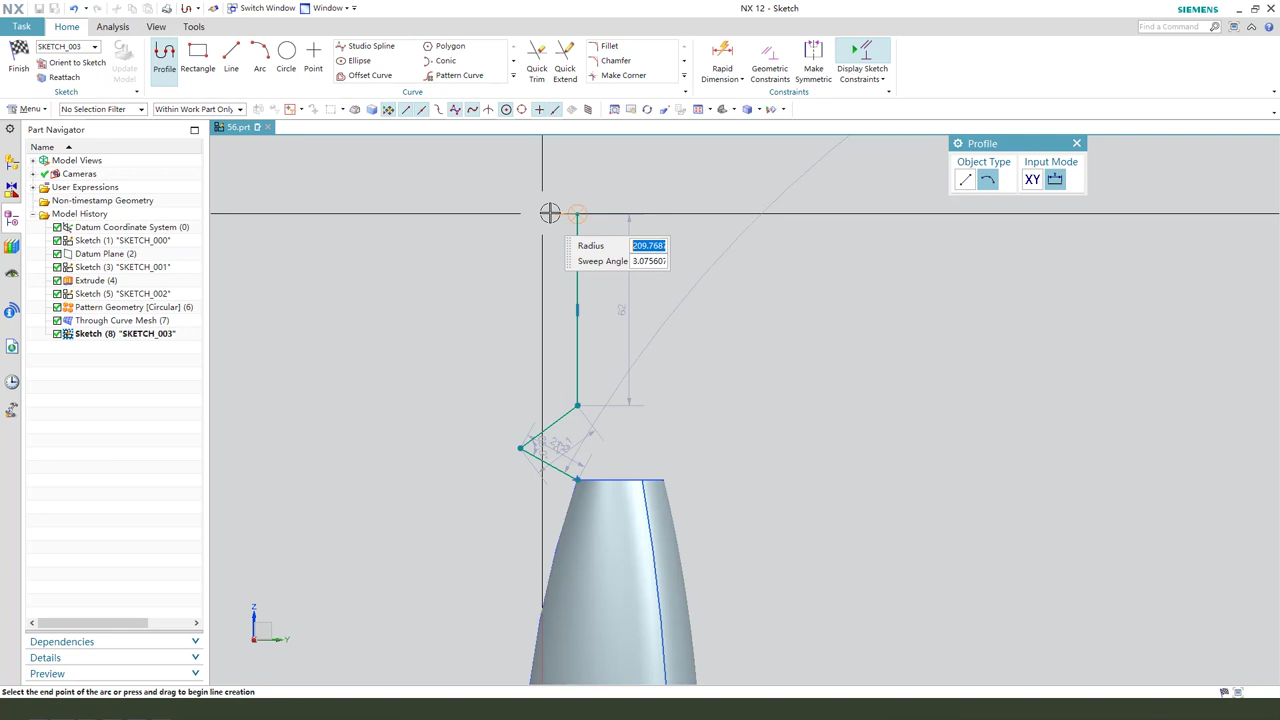 NX
Switch Window
Window
NX 12 - Sketch
SIEMENS
Task
Home
Analysis
View
Tools
Find a Command
Finish
SKETCH_003
Orient to Sketch
Reattach
Update Model
Sketch
Profile
Rectangle
Line
Arc
Circle
Point
Studio Spline
Ellipse
Offset Curve
Polygon
Conic
Pattern Curve
Curve
Quick Trim
Quick Extend
Fillet
Chamfer
Make Corner
Rapid Dimension
Geometric Constraints
Make Symmetric
Display Sketch Constraints
Constraints
Menu
No Selection Filter
Within Work Part Only
Part Navigator
56.prt
Name
Model Views
Cameras
User Expressions
Non-timestamp Geometry
Model History
Datum Coordinate System (0)
Sketch (1) "SKETCH_000"
Datum Plane (2)
Sketch (3) "SKETCH_001"
Extrude (4)
Sketch (5) "SKETCH_002"
Pattern Geometry [Circular] (6)
Through Curve Mesh (7)
Sketch (8) "SKETCH_003"
Profile
Object Type
Input Mode
XY
Radius
209.7687
Sweep Angle
3.075607
62
Z
Y
Dependencies
Details
Preview
Select the end point of the arc or press and drag to begin line creation